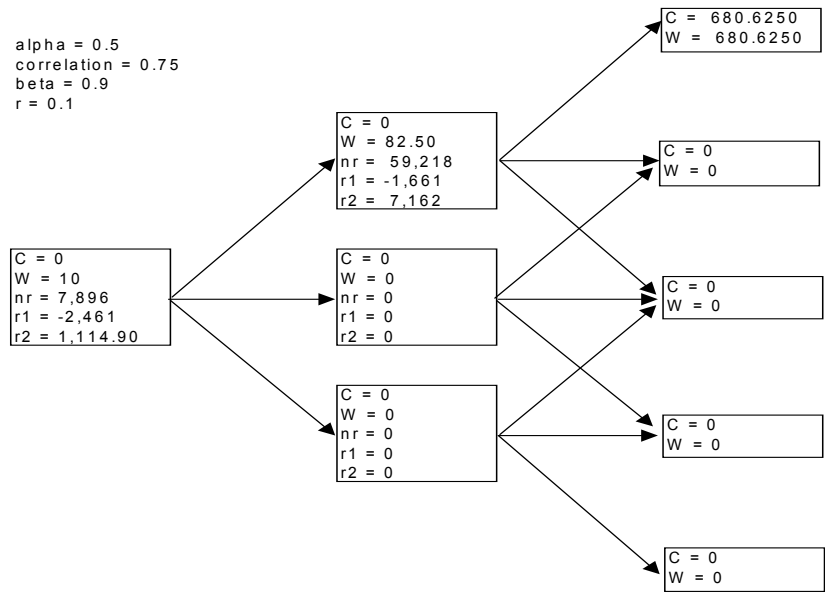 alpha = 0.5
correlation = 0.75
beta = 0.9
r = 0.1
C = 0
W = 10
nr = 7,896
r1 = -2,461
r2 = 1,114.90
C = 0
W = 82.50
nr = 59,218
r1 = -1,661
r2 = 7,162
C = 0
W = 0
nr = 0
r1 = 0
r2 = 0
C = 0
W = 0
nr = 0
r1 = 0
r2 = 0
C = 680.6250
W = 680.6250
C = 0
W = 0
C = 0
W = 0
C = 0
W = 0
C = 0
W = 0